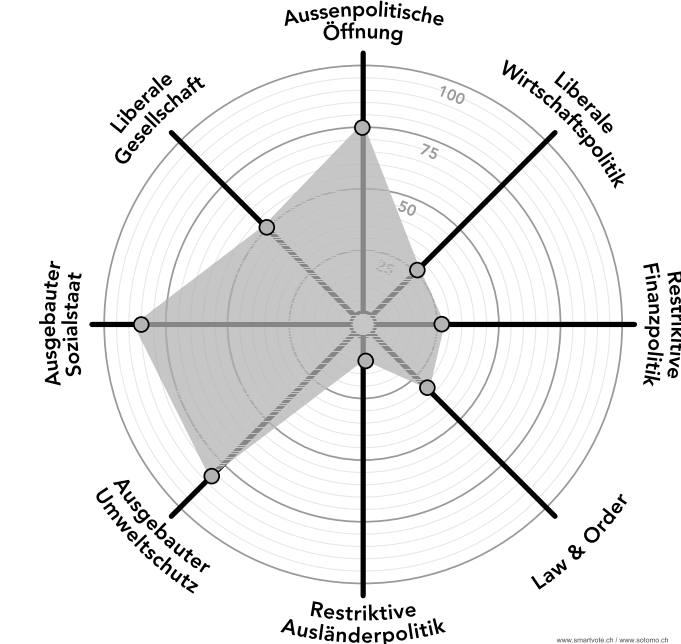 Aussenpolitische
Öffnung
Liberale
Wirtschaftspolitik
Restrikitive
Finanzpolitik
Law & Order
Restriktive
Ausländerpolitik
Ausgebauter
Umweltschutz
Ausgebauter
Sozialstaat
Liberale
Gesellschaft
100
75
50
25
www.smartvote.ch / www.sotomo.ch